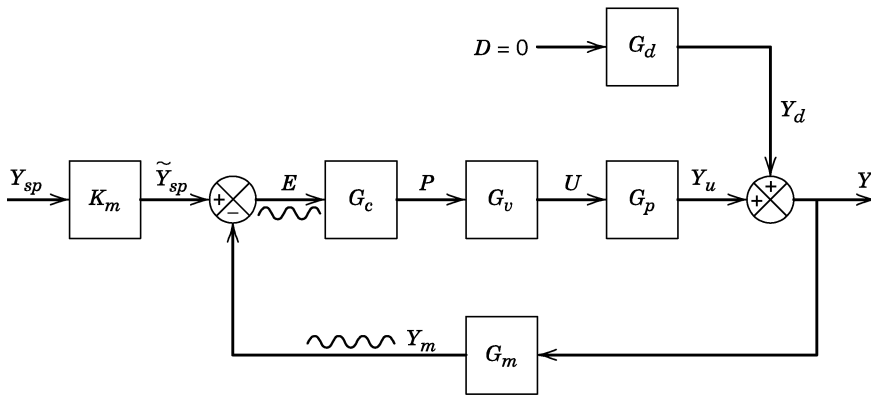 D = 0
G_d
Y_d
Y_sp
K_m
Ỹ_sp
+
−
E
G_c
P
G_v
U
G_p
Y_u
+
+
Y
Y_m
G_m